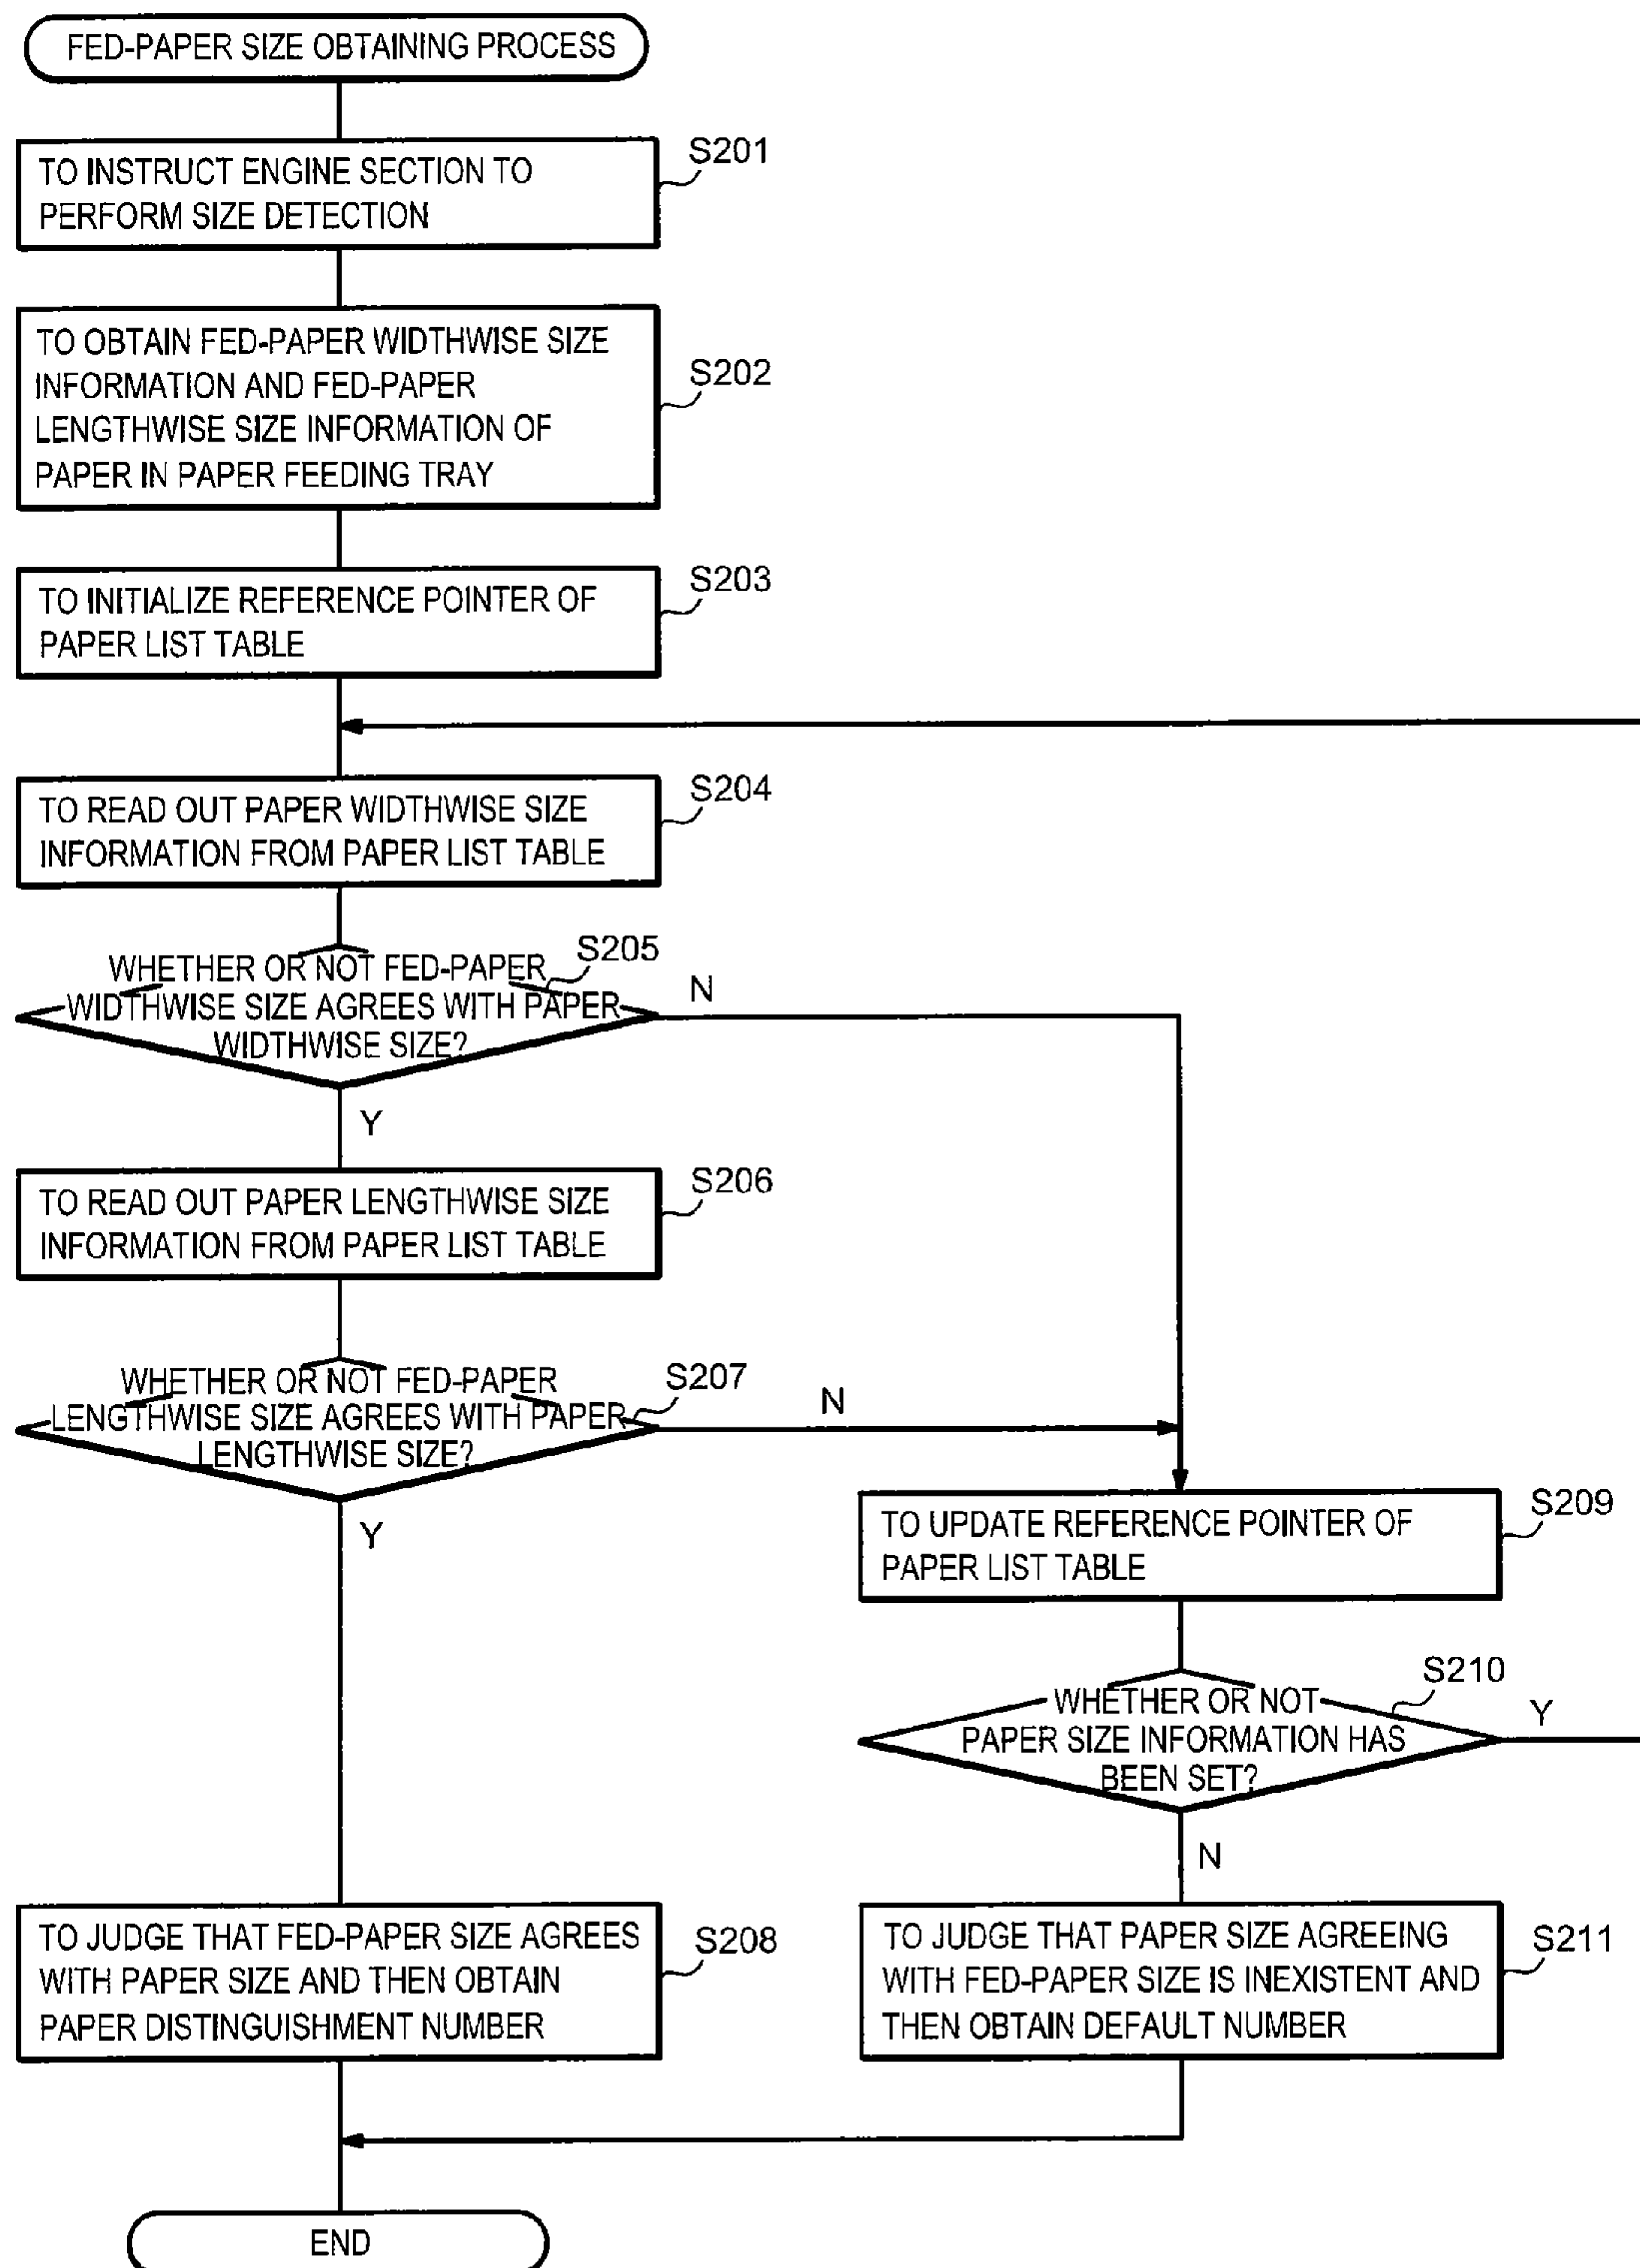 FED-PAPER SIZE OBTAINING PROCESS
S201
TO INSTRUCT ENGINE SECTION TO
PERFORM SIZE DETECTION
S202
TO OBTAIN FED-PAPER WIDTHWISE SIZE
INFORMATION AND FED-PAPER
LENGTHWISE SIZE INFORMATION OF
PAPER IN PAPER FEEDING TRAY
S203
TO INITIALIZE REFERENCE POINTER OF
PAPER LIST TABLE
S204
TO READ OUT PAPER WIDTHWISE SIZE
INFORMATION FROM PAPER LIST TABLE
S205
WHETHER OR NOT FED-PAPER
WIDTHWISE SIZE AGREES WITH PAPER
WIDTHWISE SIZE?
N
Y
S206
TO READ OUT PAPER LENGTHWISE SIZE
INFORMATION FROM PAPER LIST TABLE
S207
WHETHER OR NOT FED-PAPER
LENGTHWISE SIZE AGREES WITH PAPER
LENGTHWISE SIZE?
N
Y
S209
TO UPDATE REFERENCE POINTER OF
PAPER LIST TABLE
S210
WHETHER OR NOT
PAPER SIZE INFORMATION HAS
BEEN SET?
Y
N
S208
TO JUDGE THAT FED-PAPER SIZE AGREES
WITH PAPER SIZE AND THEN OBTAIN
PAPER DISTINGUISHMENT NUMBER
S211
TO JUDGE THAT PAPER SIZE AGREEING
WITH FED-PAPER SIZE IS INEXISTENT AND
THEN OBTAIN DEFAULT NUMBER
END